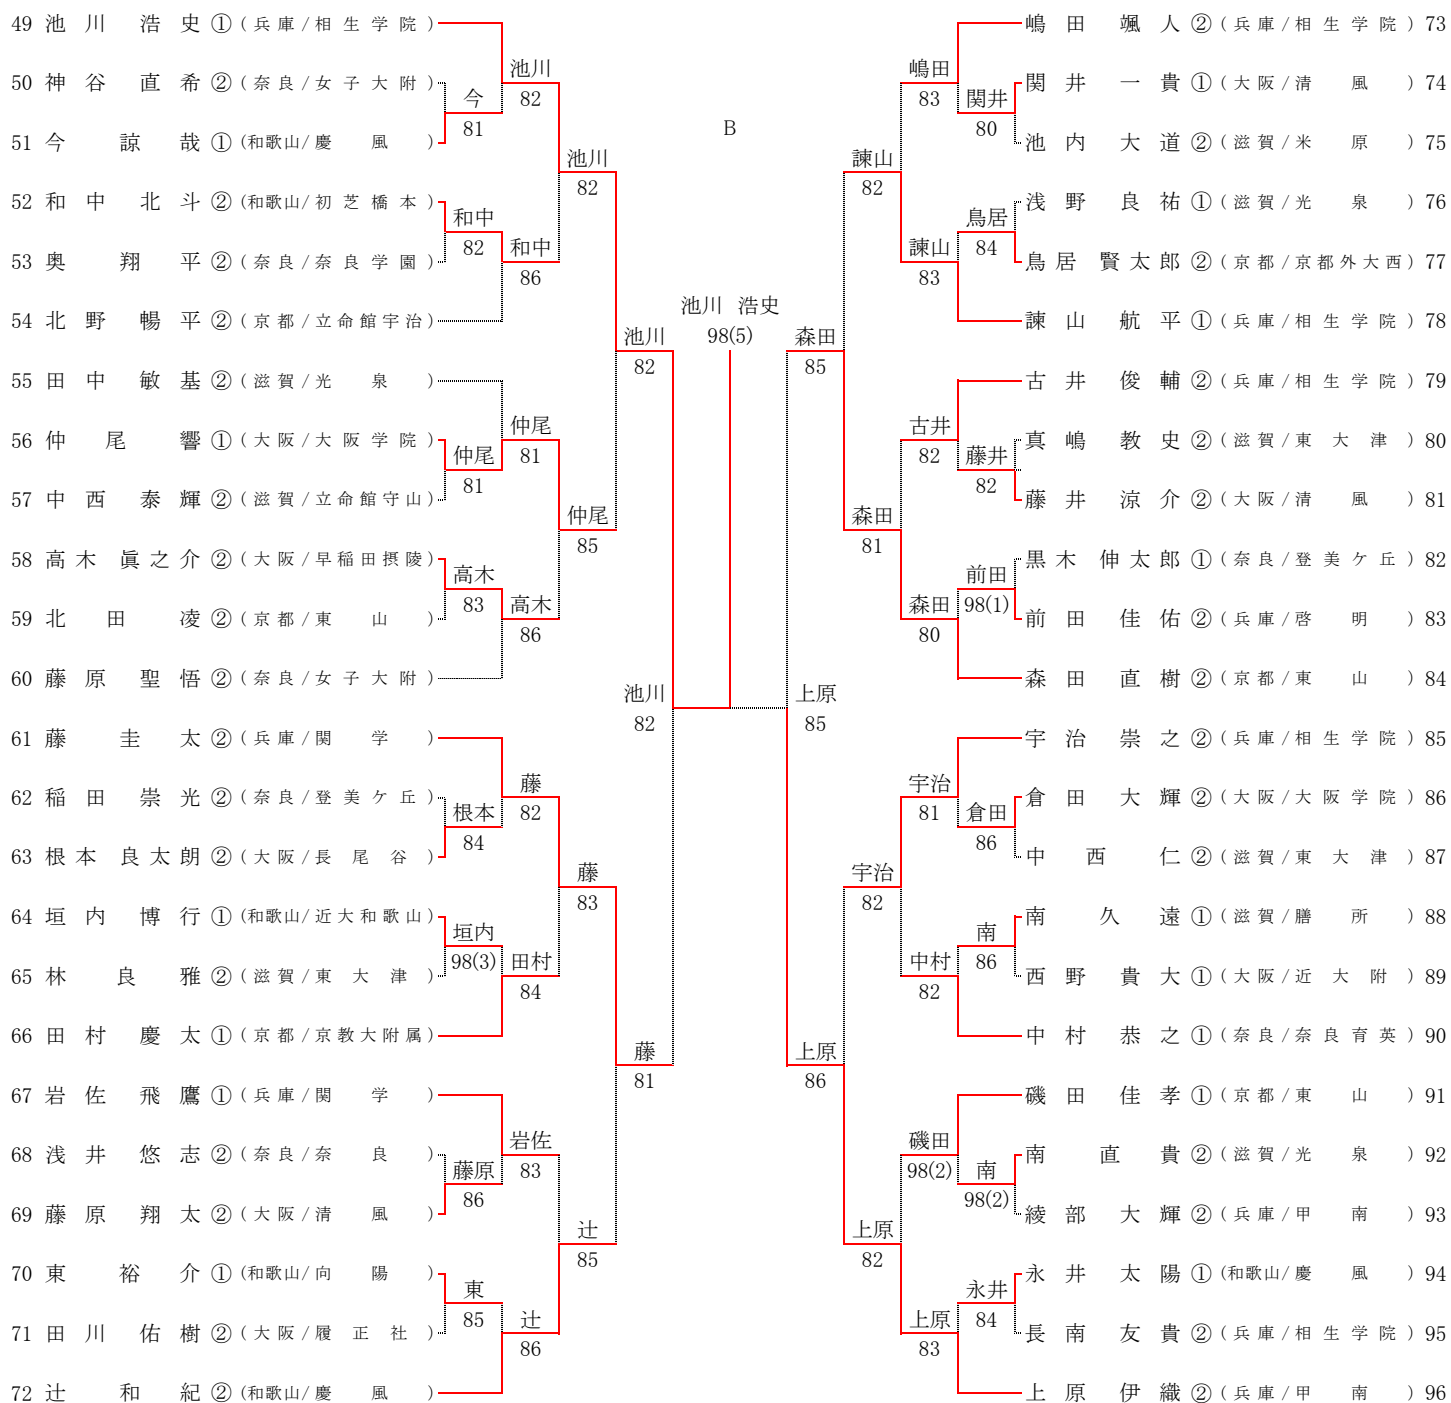 49 池川 浩史 ① (兵庫/相生学院)
50 神谷 直希 ② (奈良/女子大附)
51 今 諒哉 ① (和歌山/慶風)
52 和中 北斗 ② (和歌山/初芝橋本)
53 奥 翔平 ② (奈良/奈良学園)
54 北野 暢平 ② (京都/立命館宇治)
55 田中 敏基 ② (滋賀/光泉)
56 仲尾 響 ① (大阪/大阪学院)
57 中西 泰輝 ② (滋賀/立命館守山)
58 高木 眞之介 ② (大阪/早稲田摂陵)
59 北田 凌 ② (京都/東山)
60 藤原 聖悟 ② (奈良/女子大附)
61 藤 圭太 ② (兵庫/関学)
62 稲田 崇光 ② (奈良/登美ケ丘)
63 根本 良太朗 ② (大阪/長尾谷)
64 垣内 博行 ① (和歌山/近大和歌山)
65 林 良雅 ② (滋賀/東大津)
66 田村 慶太 ① (京都/京教大附属)
67 岩佐 飛鷹 ① (兵庫/関学)
68 浅井 悠志 ② (奈良/奈良)
69 藤原 翔太 ② (大阪/清風)
70 東 裕介 ① (和歌山/向陽)
71 田川 佑樹 ② (大阪/履正社)
72 辻 和紀 ② (和歌山/慶風)
今
81
和中
82
仲尾
81
高木
83
根本
84
垣内
98(3)
藤原
86
東
85
池川
82
和中
86
仲尾
81
高木
86
藤
82
田村
84
岩佐
83
辻
86
池川
82
仲尾
85
藤
83
辻
85
池川
82
藤
81
池川
82
B
池川 浩史
98(5)
上原
85
森田
85
上原
86
諫山
82
森田
81
宇治
82
上原
82
嶋田
83
諫山
83
古井
82
森田
80
宇治
81
中村
82
磯田
98(2)
上原
83
関井
80
鳥居
84
藤井
82
前田
98(1)
倉田
86
南
86
南
98(2)
永井
84
嶋田 颯人 ② (兵庫/相生学院) 73
関井 一貴 ① (大阪/清風) 74
池内 大道 ② (滋賀/米原) 75
浅野 良祐 ① (滋賀/光泉) 76
鳥居 賢太郎 ② (京都/京都外大西) 77
諫山 航平 ① (兵庫/相生学院) 78
古井 俊輔 ② (兵庫/相生学院) 79
真嶋 教史 ② (滋賀/東大津) 80
藤井 涼介 ② (大阪/清風) 81
黒木 伸太郎 ① (奈良/登美ケ丘) 82
前田 佳佑 ② (兵庫/啓明) 83
森田 直樹 ② (京都/東山) 84
宇治 崇之 ② (兵庫/相生学院) 85
倉田 大輝 ② (大阪/大阪学院) 86
中西 仁 ② (滋賀/東大津) 87
南 久遠 ① (滋賀/膳所) 88
西野 貴大 ① (大阪/近大附) 89
中村 恭之 ① (奈良/奈良育英) 90
磯田 佳孝 ① (京都/東山) 91
南 直貴 ② (滋賀/光泉) 92
綾部 大輝 ② (兵庫/甲南) 93
永井 太陽 ① (和歌山/慶風) 94
長南 友貴 ② (兵庫/相生学院) 95
上原 伊織 ② (兵庫/甲南) 96